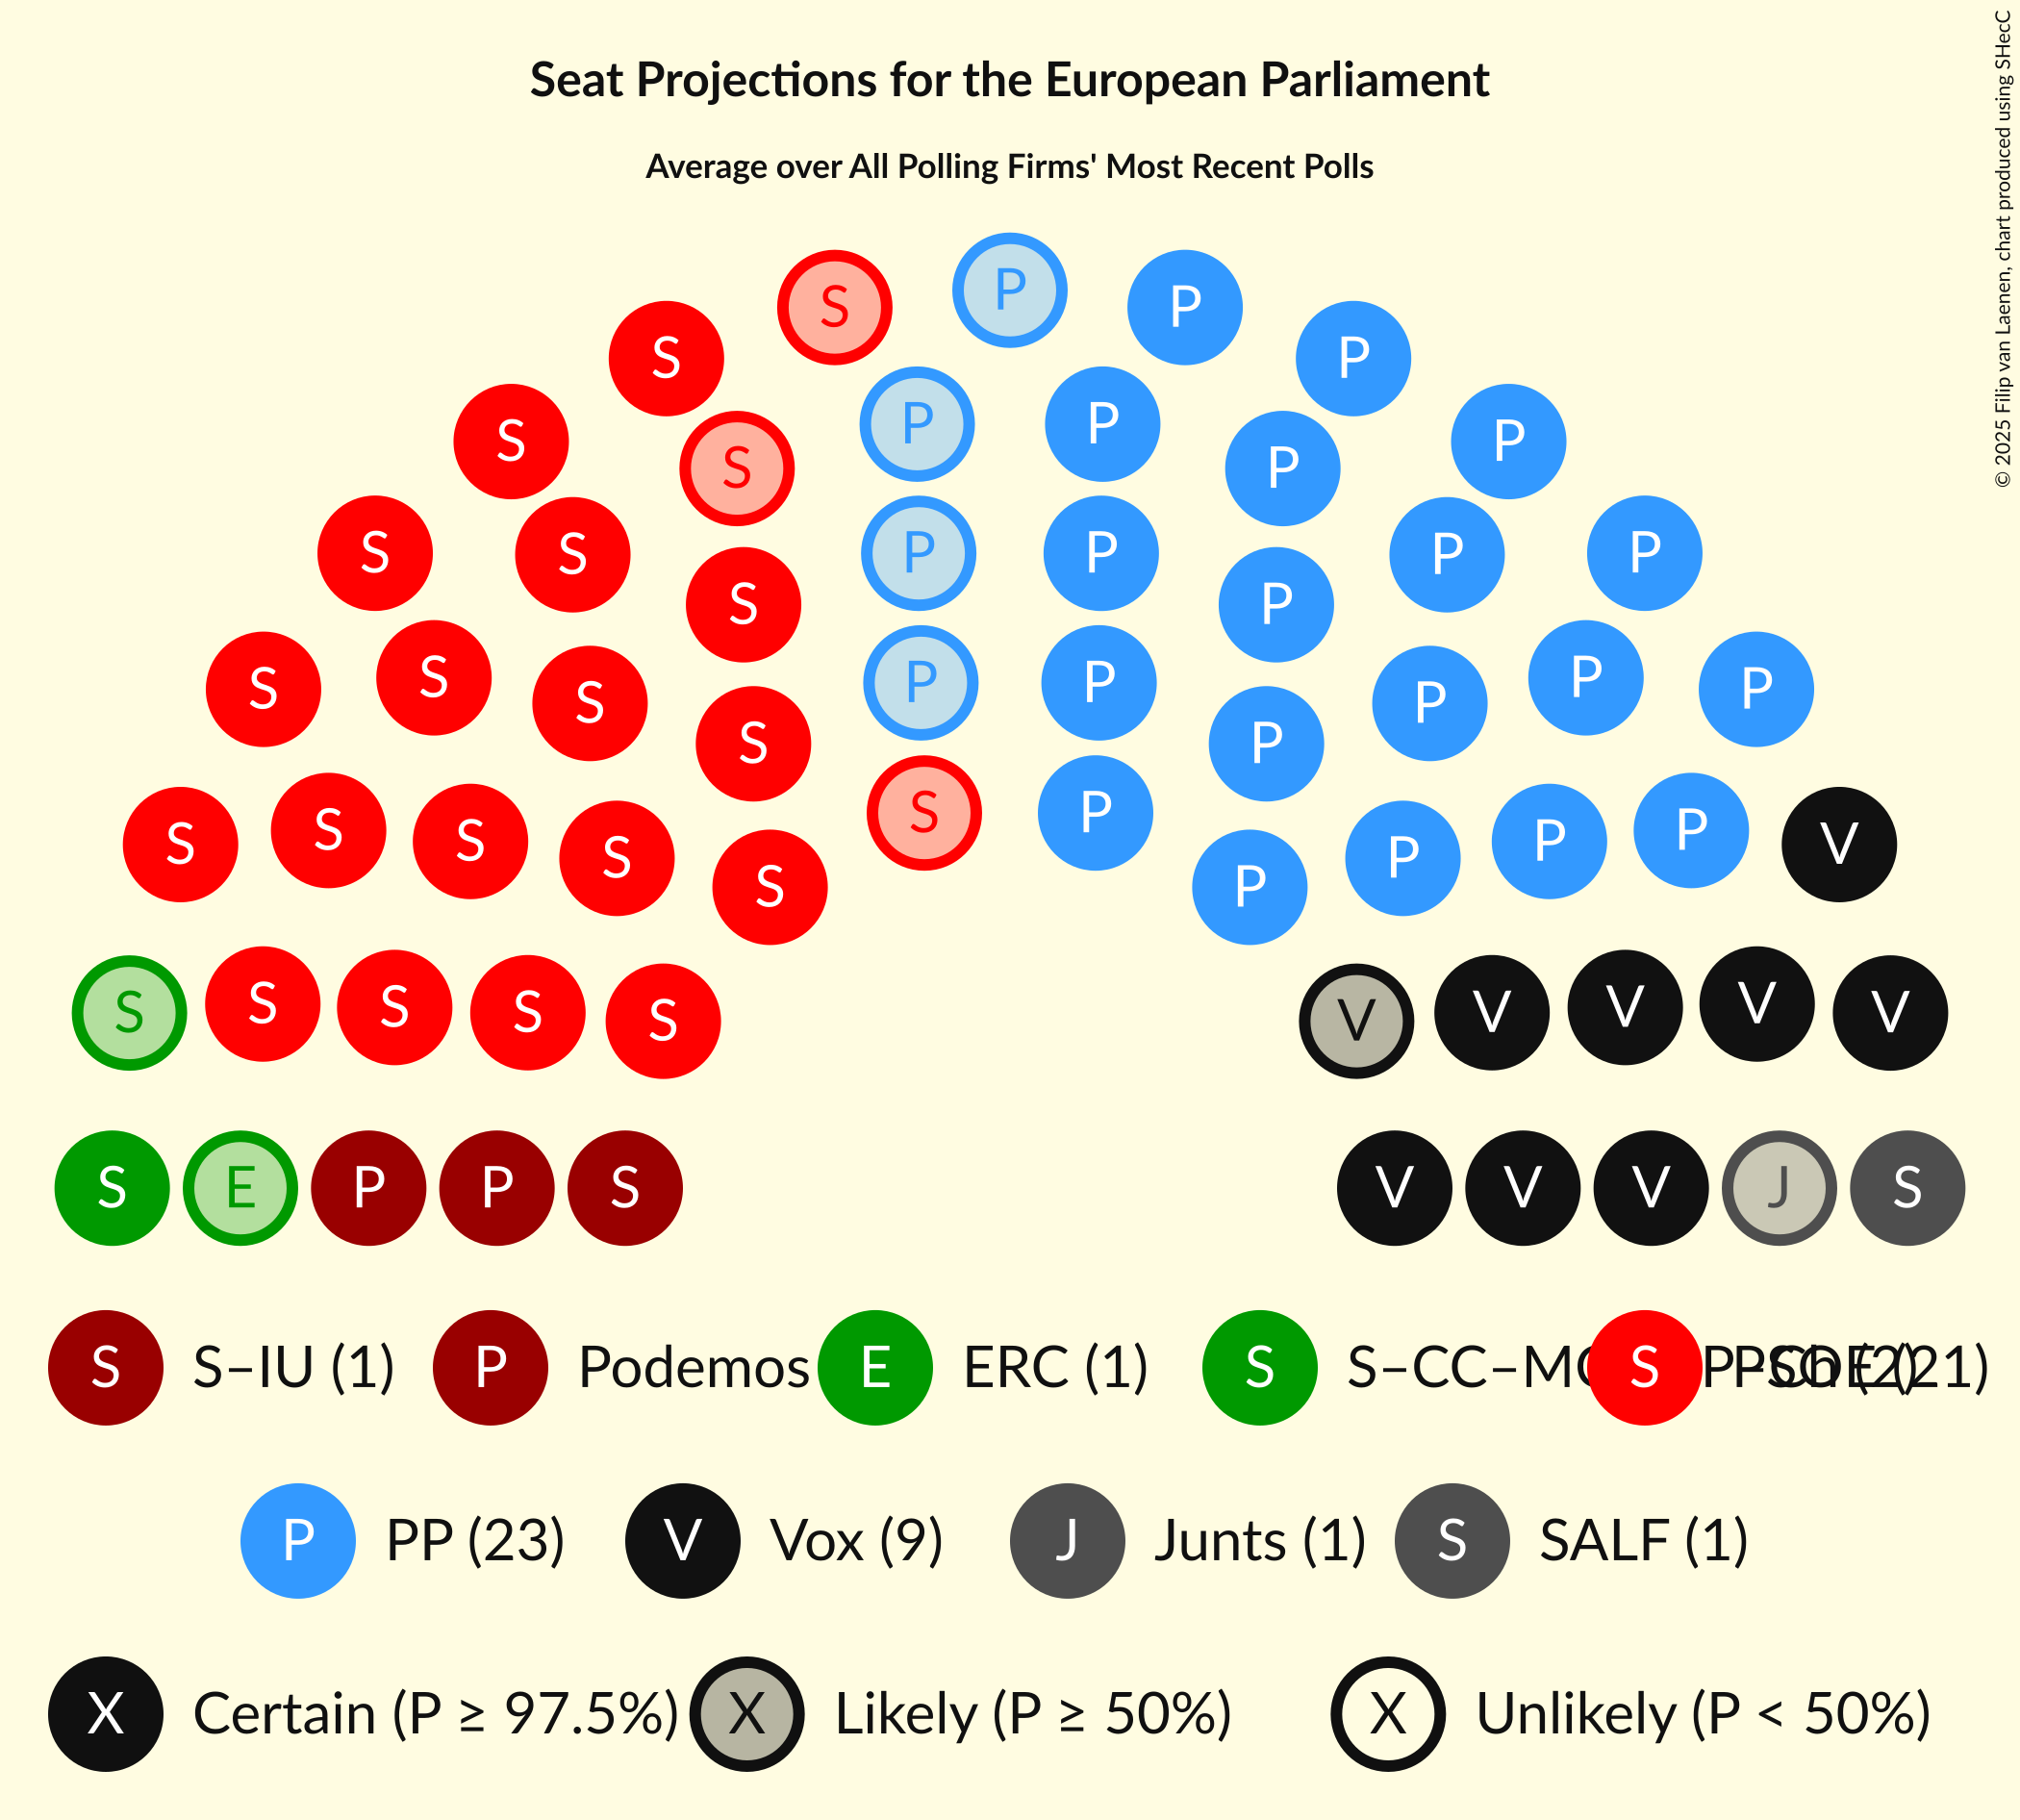 Seat Projections for the European Parliament
Average over All Polling Firms' Most Recent Polls
© 2025 Filip van Laenen, chart produced using SHecC
P
S P
S P
P P
S S P
S P P
S S P P P
S S P P
S S P P P
S S P P
S S P P
S S P P V
S S P P
S P
S S S S S V V V V V
S E P P S V V V J S
S S–IU (1) P Podemos E ERC (1) S S–CC–M S
P PP (23) V Vox (9) J Junts (1) S SALF (1)
X Certain (P ≥ 97.5%) X Likely (P ≥ 50%) X Unlikely (P < 50%)